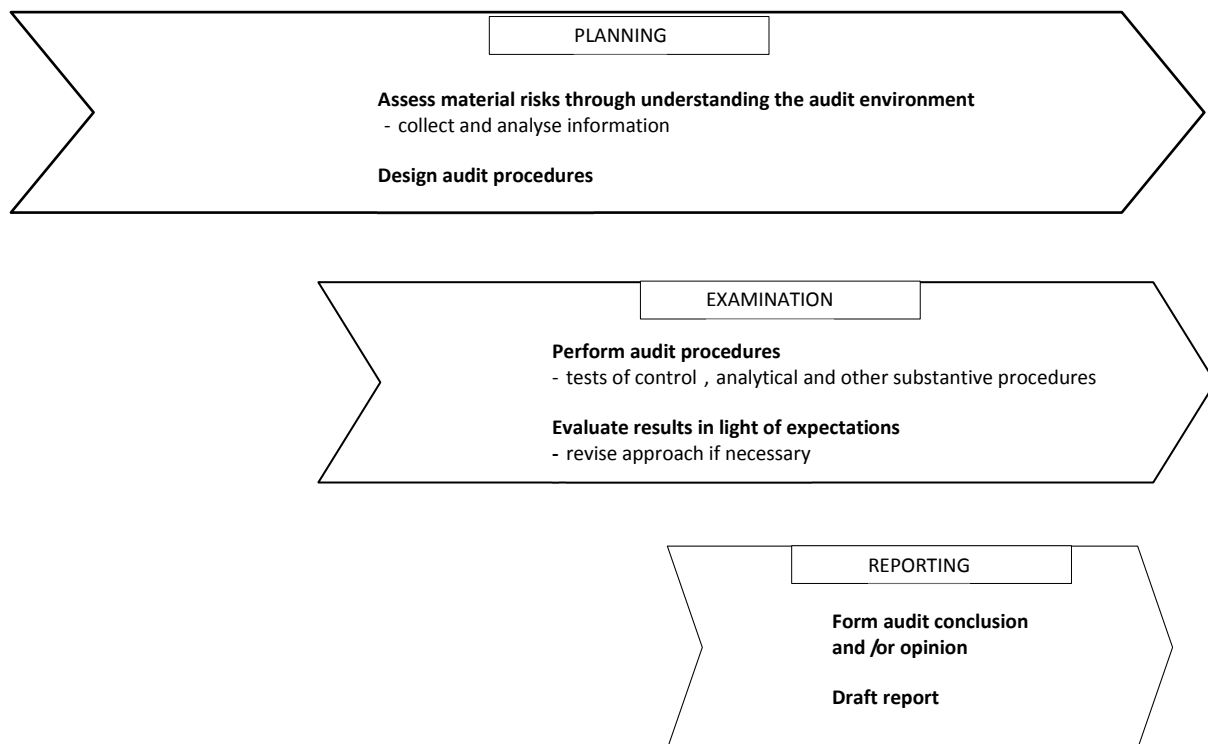 PLANNING
Assess material risks through understanding the audit environment
- collect and analyse information
Design audit procedures
EXAMINATION
Perform audit procedures
- tests of control , analytical and other substantive procedures
Evaluate results in light of expectations
- revise approach if necessary
REPORTING
Form audit conclusion
and /or opinion
Draft report